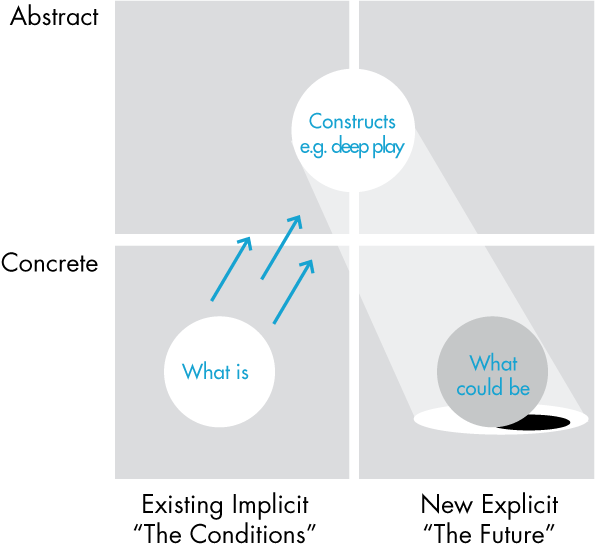 Abstract
Constructs
e.g. deep play
Concrete
What is
What
could be
Existing Implicit
“The Conditions”
New Explicit
“The Future”